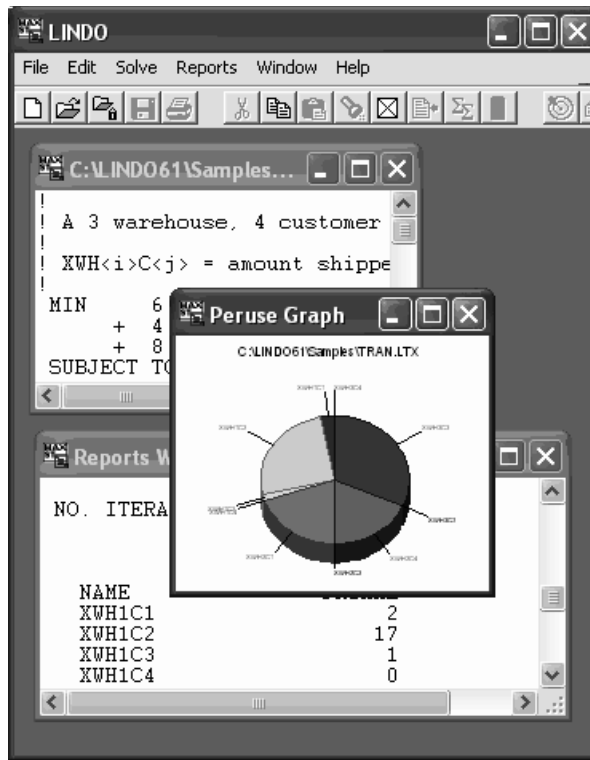 LINDO
File Edit Solve Reports Window Help
C:\LINDO61\Samples...
!
! A 3 warehouse, 4 customer
!
! XWH<i>C<j> = amount shippe
!
MIN 6
+ 4
+ 8
SUBJECT TO
Peruse Graph
C:\LINDO61\Samples\TRAN.LTX
Reports W
NO. ITERA
NAME
XWH1C1 2
XWH1C2 17
XWH1C3 1
XWH1C4 0